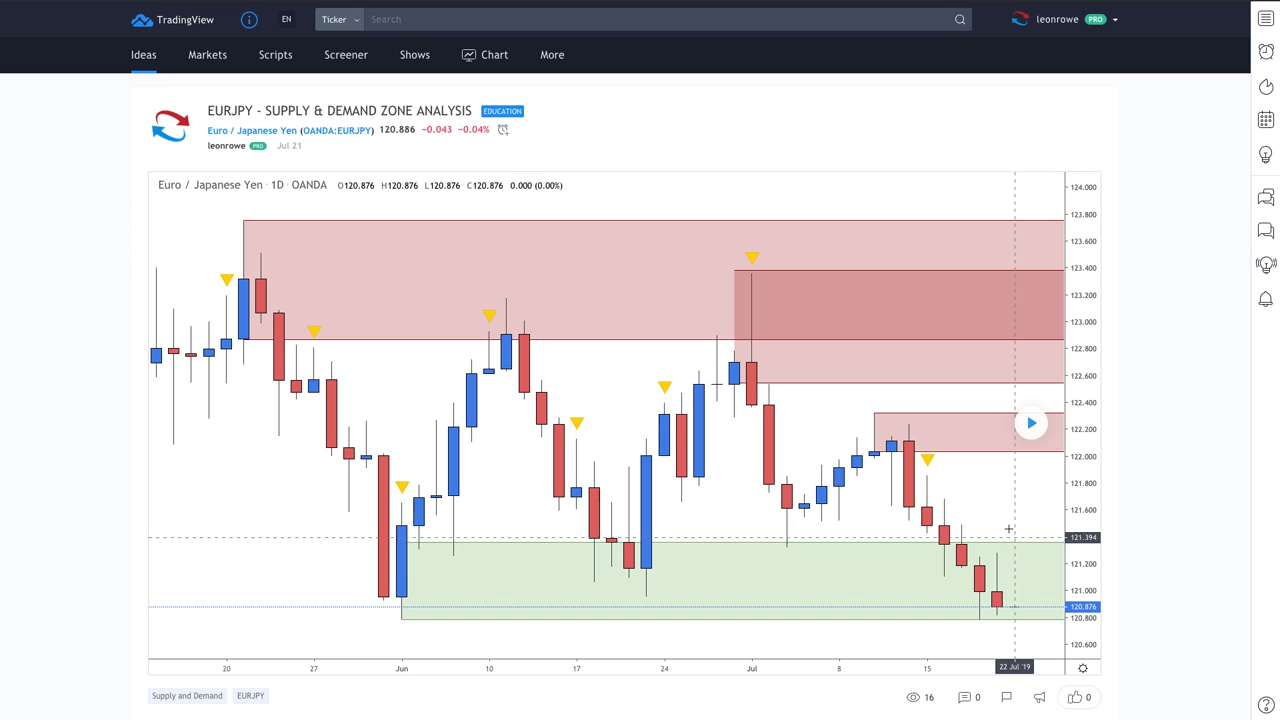 TradingView
EN
Ticker
Search
leonrowe PRO
Ideas Markets Scripts Screener Shows Chart More
EURJPY - SUPPLY & DEMAND ZONE ANALYSIS EDUCATION
Euro / Japanese Yen (OANDA:EURJPY) 120.886 −0.043 −0.04%
leonrowe PRO Jul 21
Euro / Japanese Yen · 1D · OANDA O120.876 H120.876 L120.876 C120.876 0.000 (0.00%)
124.000
123.800
123.600
123.400
123.200
123.000
122.800
122.600
122.400
122.200
122.000
121.800
121.600
121.394
121.200
121.000
120.876
120.800
120.600
20 27 Jun 10 17 24 Jul 8 15 22 Jul '19
Supply and Demand EURJPY
16 0 0